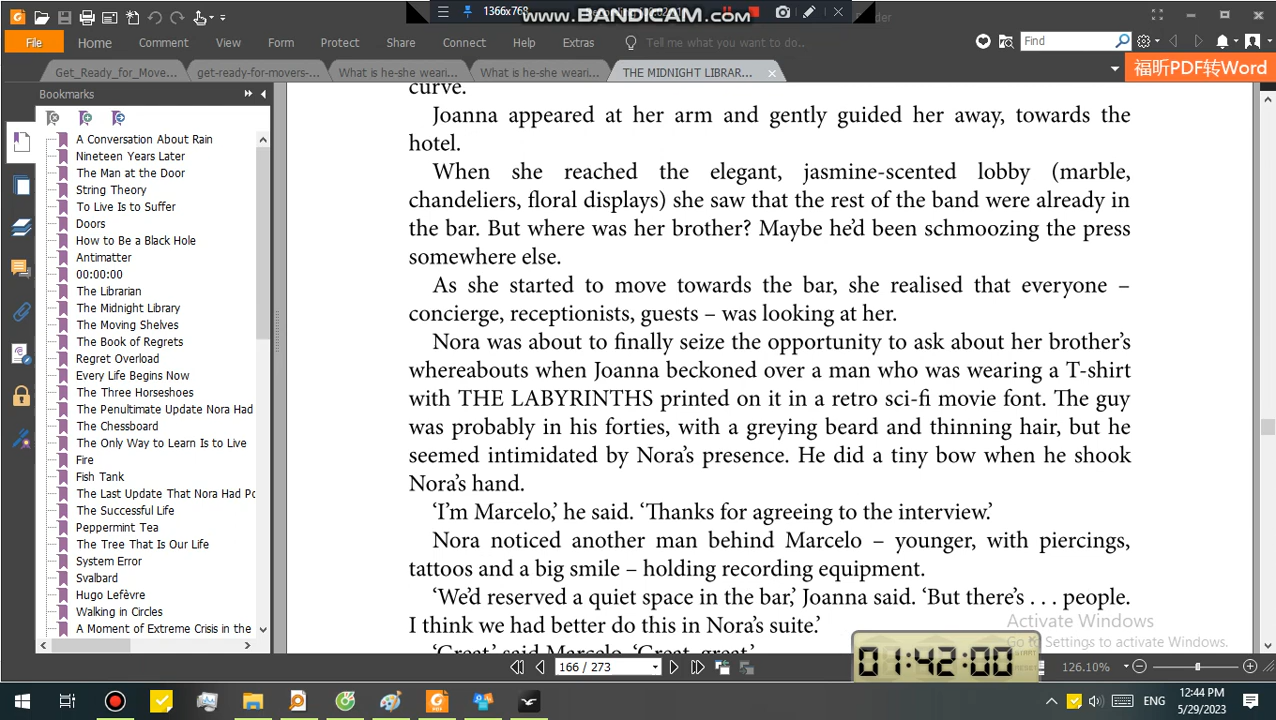 1366x768
www.BANDICAM.com
File Home Comment View Form Protect Share Connect Help Extras Tell me what you want to do... Find
Get_Ready_for_Move... get-ready-for-movers-... What is he-she weari... What is he-she weari... THE MIDNIGHT LIBRAR...
福昕PDF转Word
Bookmarks
A Conversation About Rain
Nineteen Years Later
The Man at the Door
String Theory
To Live Is to Suffer
Doors
How to Be a Black Hole
Antimatter
00:00:00
The Librarian
The Midnight Library
The Moving Shelves
The Book of Regrets
Regret Overload
Every Life Begins Now
The Three Horseshoes
The Penultimate Update Nora Had
The Chessboard
The Only Way to Learn Is to Live
Fire
Fish Tank
The Last Update That Nora Had Po
The Successful Life
Peppermint Tea
The Tree That Is Our Life
System Error
Svalbard
Hugo Lefèvre
Walking in Circles
A Moment of Extreme Crisis in the
curve.
Joanna appeared at her arm and gently guided her away, towards the
hotel.
When she reached the elegant, jasmine-scented lobby (marble,
chandeliers, floral displays) she saw that the rest of the band were already in
the bar. But where was her brother? Maybe he'd been schmoozing the press
somewhere else.
As she started to move towards the bar, she realised that everyone –
concierge, receptionists, guests – was looking at her.
Nora was about to finally seize the opportunity to ask about her brother's
whereabouts when Joanna beckoned over a man who was wearing a T-shirt
with THE LABYRINTHS printed on it in a retro sci-fi movie font. The guy
was probably in his forties, with a greying beard and thinning hair, but he
seemed intimidated by Nora's presence. He did a tiny bow when he shook
Nora's hand.
'I'm Marcelo,' he said. 'Thanks for agreeing to the interview.'
Nora noticed another man behind Marcelo – younger, with piercings,
tattoos and a big smile – holding recording equipment.
'We'd reserved a quiet space in the bar,' Joanna said. 'But there's . . . people.
I think we had better do this in Nora's suite.'
'Great,' said Marcelo. 'Great, great.'
Activate Windows
Go to Settings to activate Windows.
01:42:00
166 / 273
126.10%
ENG
12:44 PM
5/29/2023